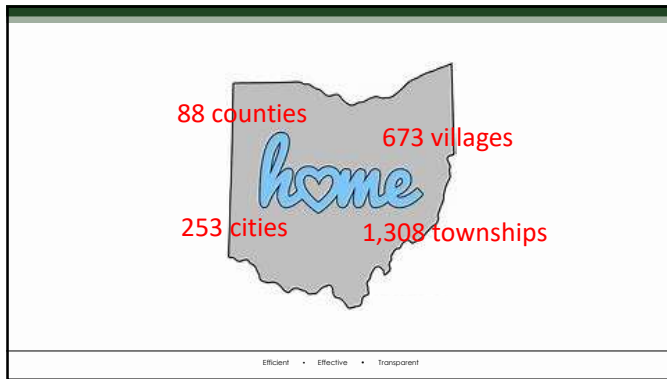 88 counties
673 villages
home
253 cities
1,308 townships
Efficient • Effective • Transparent